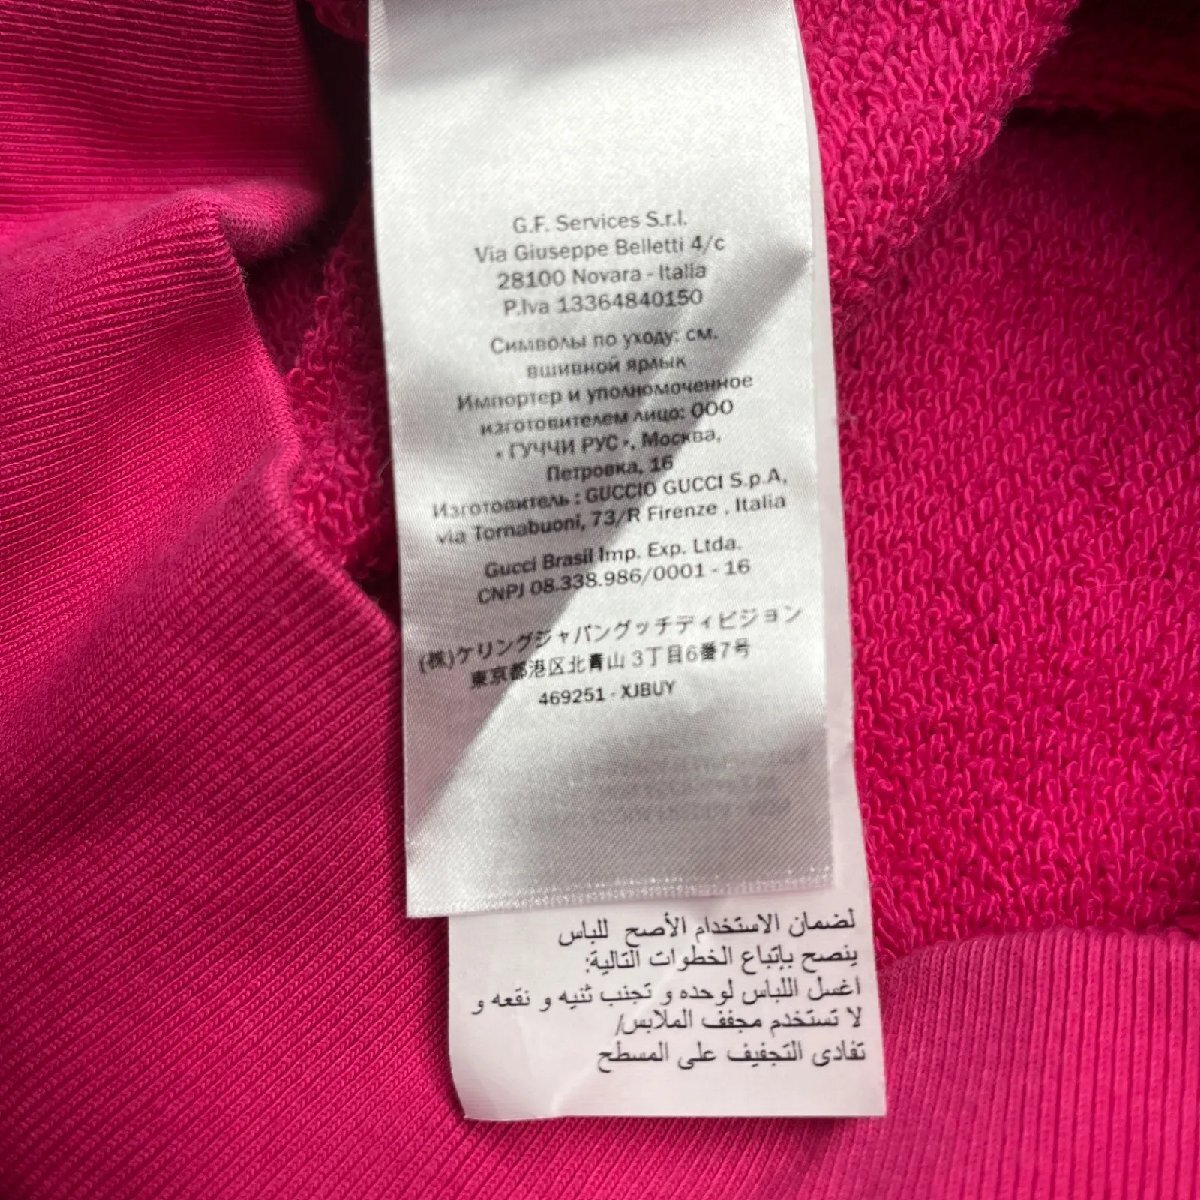 G.F. Services S.r.l.
Via Giuseppe Belletti 4/c
28100 Novara - Italia
P.Iva 13364840150
Символы по уходу: см.
вшивной ярлык
Импортер и уполномоченное
изготовителем лицо: ООО
« ГУЧЧИ РУС », Москва,
Петровка, 16
Изготовитель : GUCCIO GUCCI S.p.A,
via Tornabuoni, 73/R Firenze , Italia
Gucci Brasil Imp. Exp. Ltda.
CNPJ 08.338.986/0001 - 16
(株)ケリングジャパングッチディビジョン
東京都港区北青山 3丁目6番7号
469251 - XJBUY
لضمان الاستخدام الأصح للباس
ينصح بإتباع الخطوات التالية:
اغسل اللباس لوحده و تجنب ثنيه و نقعه و
لا تستخدم مجفف الملابس/
تفادى التجفيف على المسطح